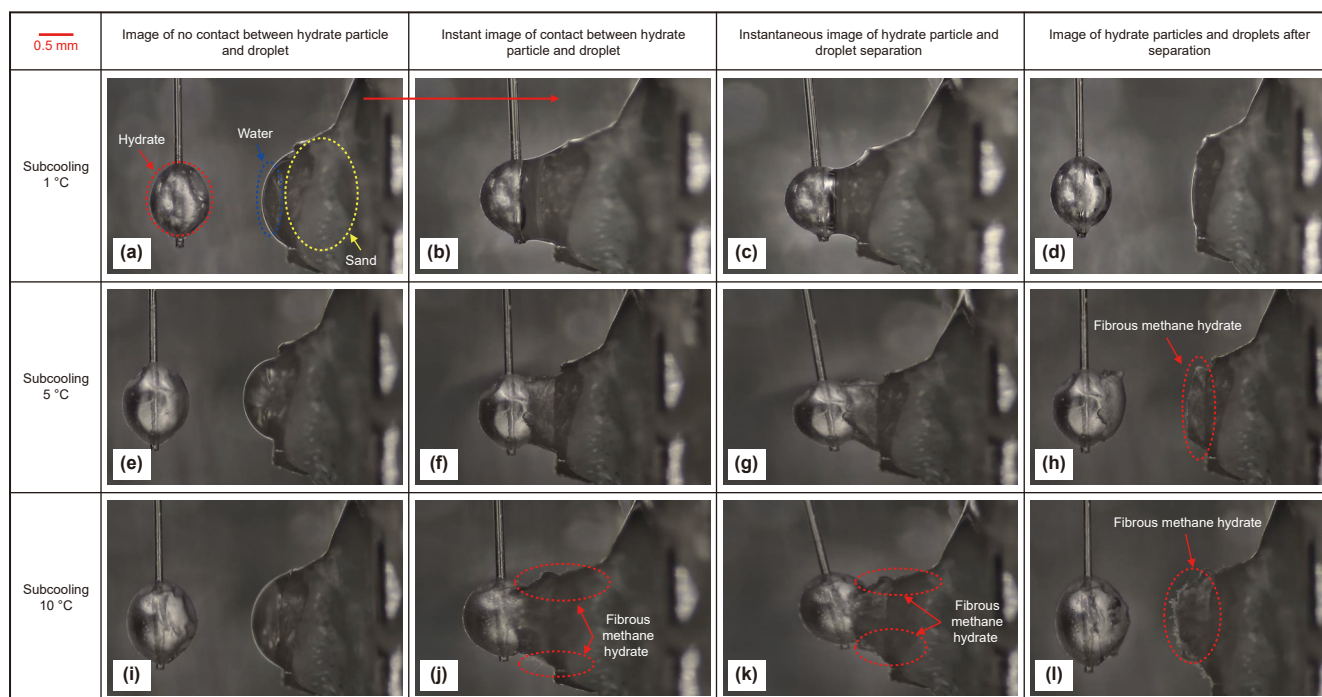 0.5 mm
Image of no contact between hydrate particle
and droplet
Instant image of contact between hydrate
particle and droplet
Instantaneous image of hydrate particle and
droplet separation
Image of hydrate particles and droplets after
separation
Subcooling
1 °C
Hydrate
Water
Sand
(a)
(b)
(c)
(d)
Subcooling
5 °C
(e)
(f)
(g)
Fibrous methane hydrate
(h)
Subcooling
10 °C
(i)
Fibrous
methane
hydrate
(j)
Fibrous
methane
hydrate
(k)
Fibrous methane hydrate
(l)